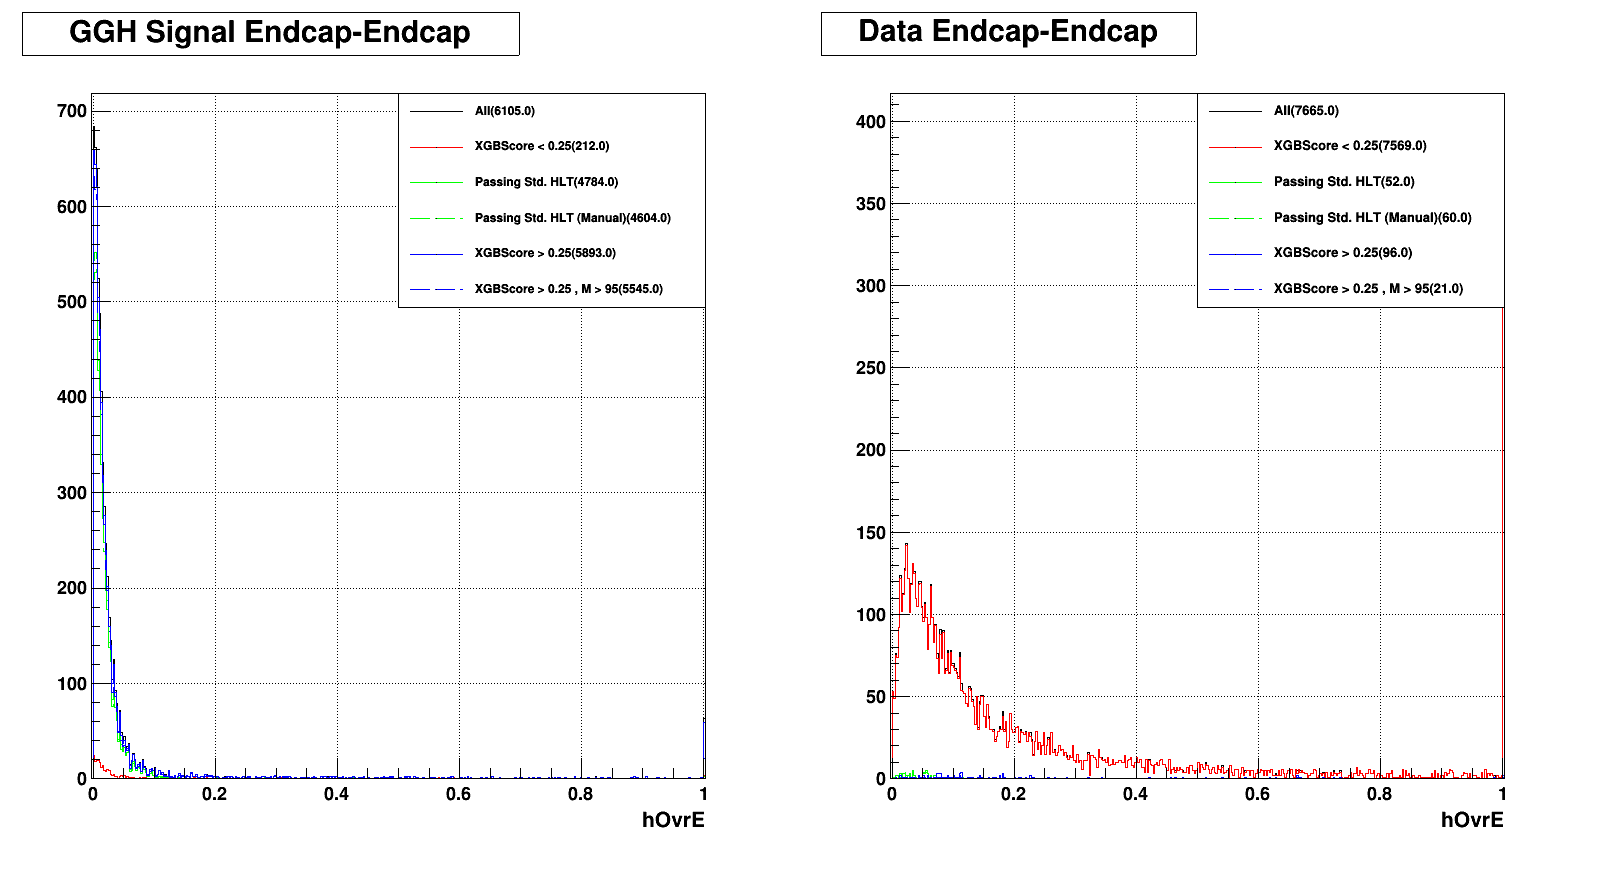 GGH Signal Endcap-Endcap
700
600
500
400
300
200
100
0
0 0.2 0.4 0.6 0.8 1
hOvrE
All(6105.0)
XGBScore < 0.25(212.0)
Passing Std. HLT(4784.0)
Passing Std. HLT (Manual)(4604.0)
XGBScore > 0.25(5893.0)
XGBScore > 0.25 , M > 95(5545.0)
Data Endcap-Endcap
400
350
300
250
200
150
100
50
0
0 0.2 0.4 0.6 0.8 1
hOvrE
All(7665.0)
XGBScore < 0.25(7569.0)
Passing Std. HLT(52.0)
Passing Std. HLT (Manual)(60.0)
XGBScore > 0.25(96.0)
XGBScore > 0.25 , M > 95(21.0)